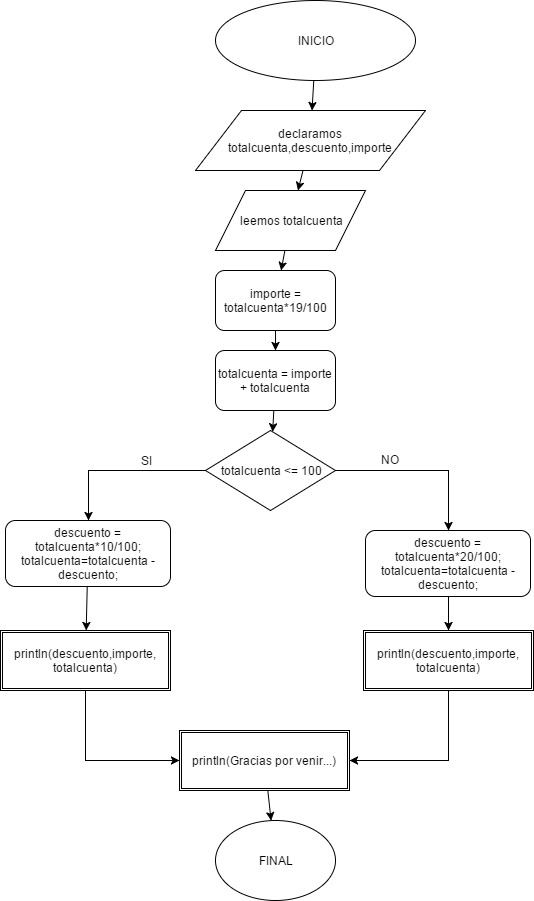 INICIO
declaramos
totalcuenta,descuento,importe
leemos totalcuenta
importe =
totalcuenta*19/100
totalcuenta = importe
+ totalcuenta
totalcuenta <= 100
SI
NO
descuento =
totalcuenta*10/100;
totalcuenta=totalcuenta -
descuento;
descuento =
totalcuenta*20/100;
totalcuenta=totalcuenta -
descuento;
println(descuento,importe,
totalcuenta)
println(descuento,importe,
totalcuenta)
println(Gracias por venir...)
FINAL